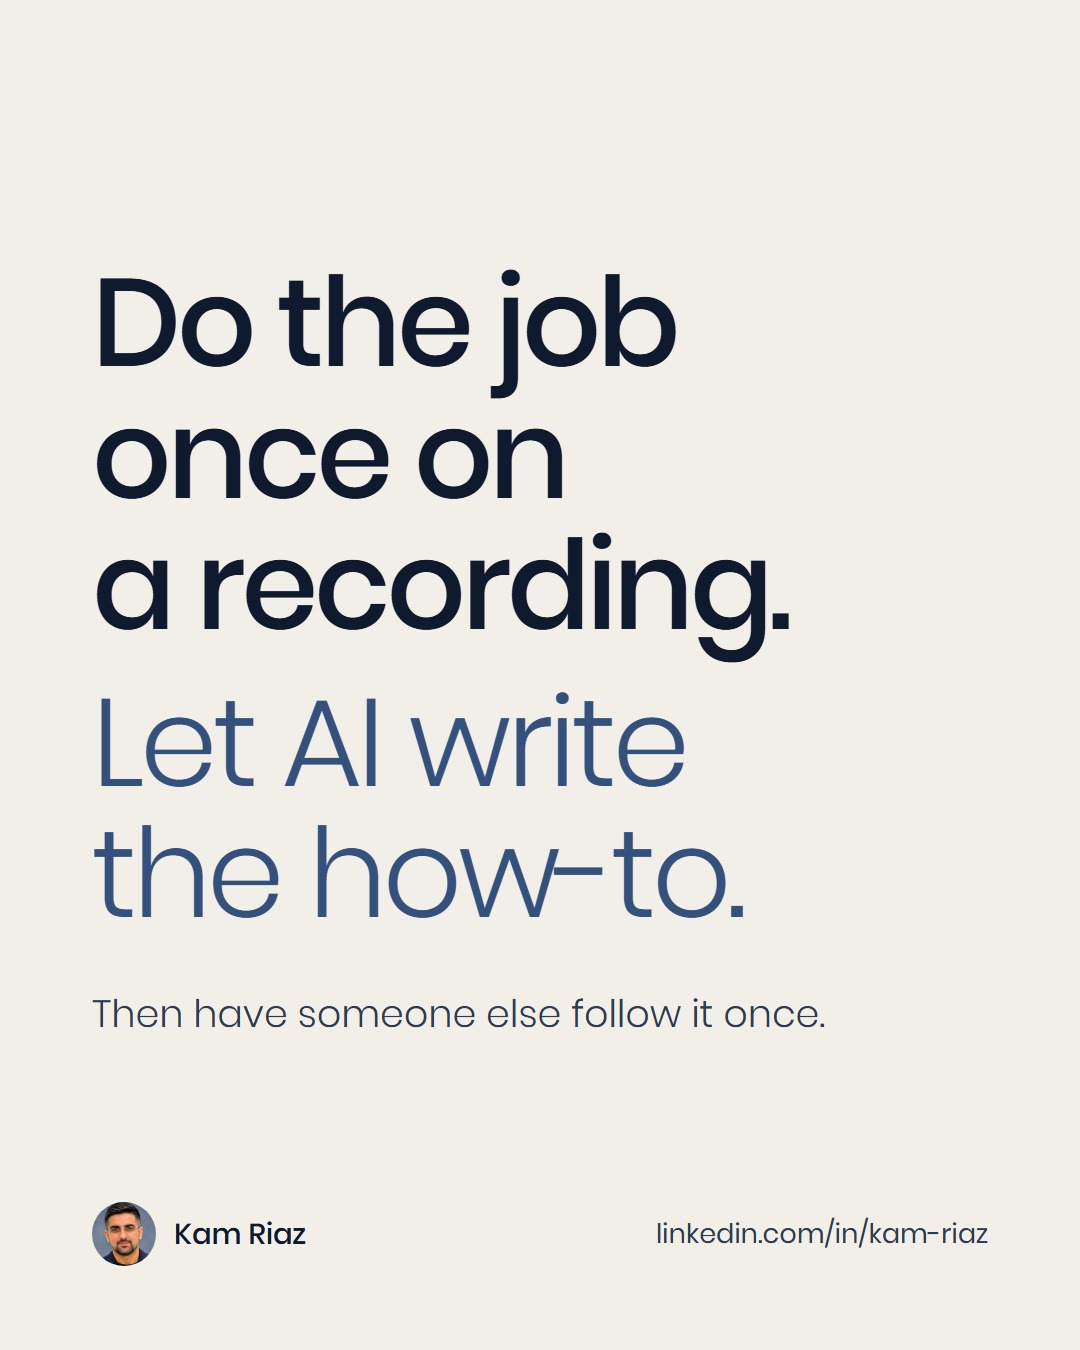 Do the job
once on
a recording.
Let AI write
the how-to.
Then have someone else follow it once.
Kam Riaz
linkedin.com/in/kam-riaz